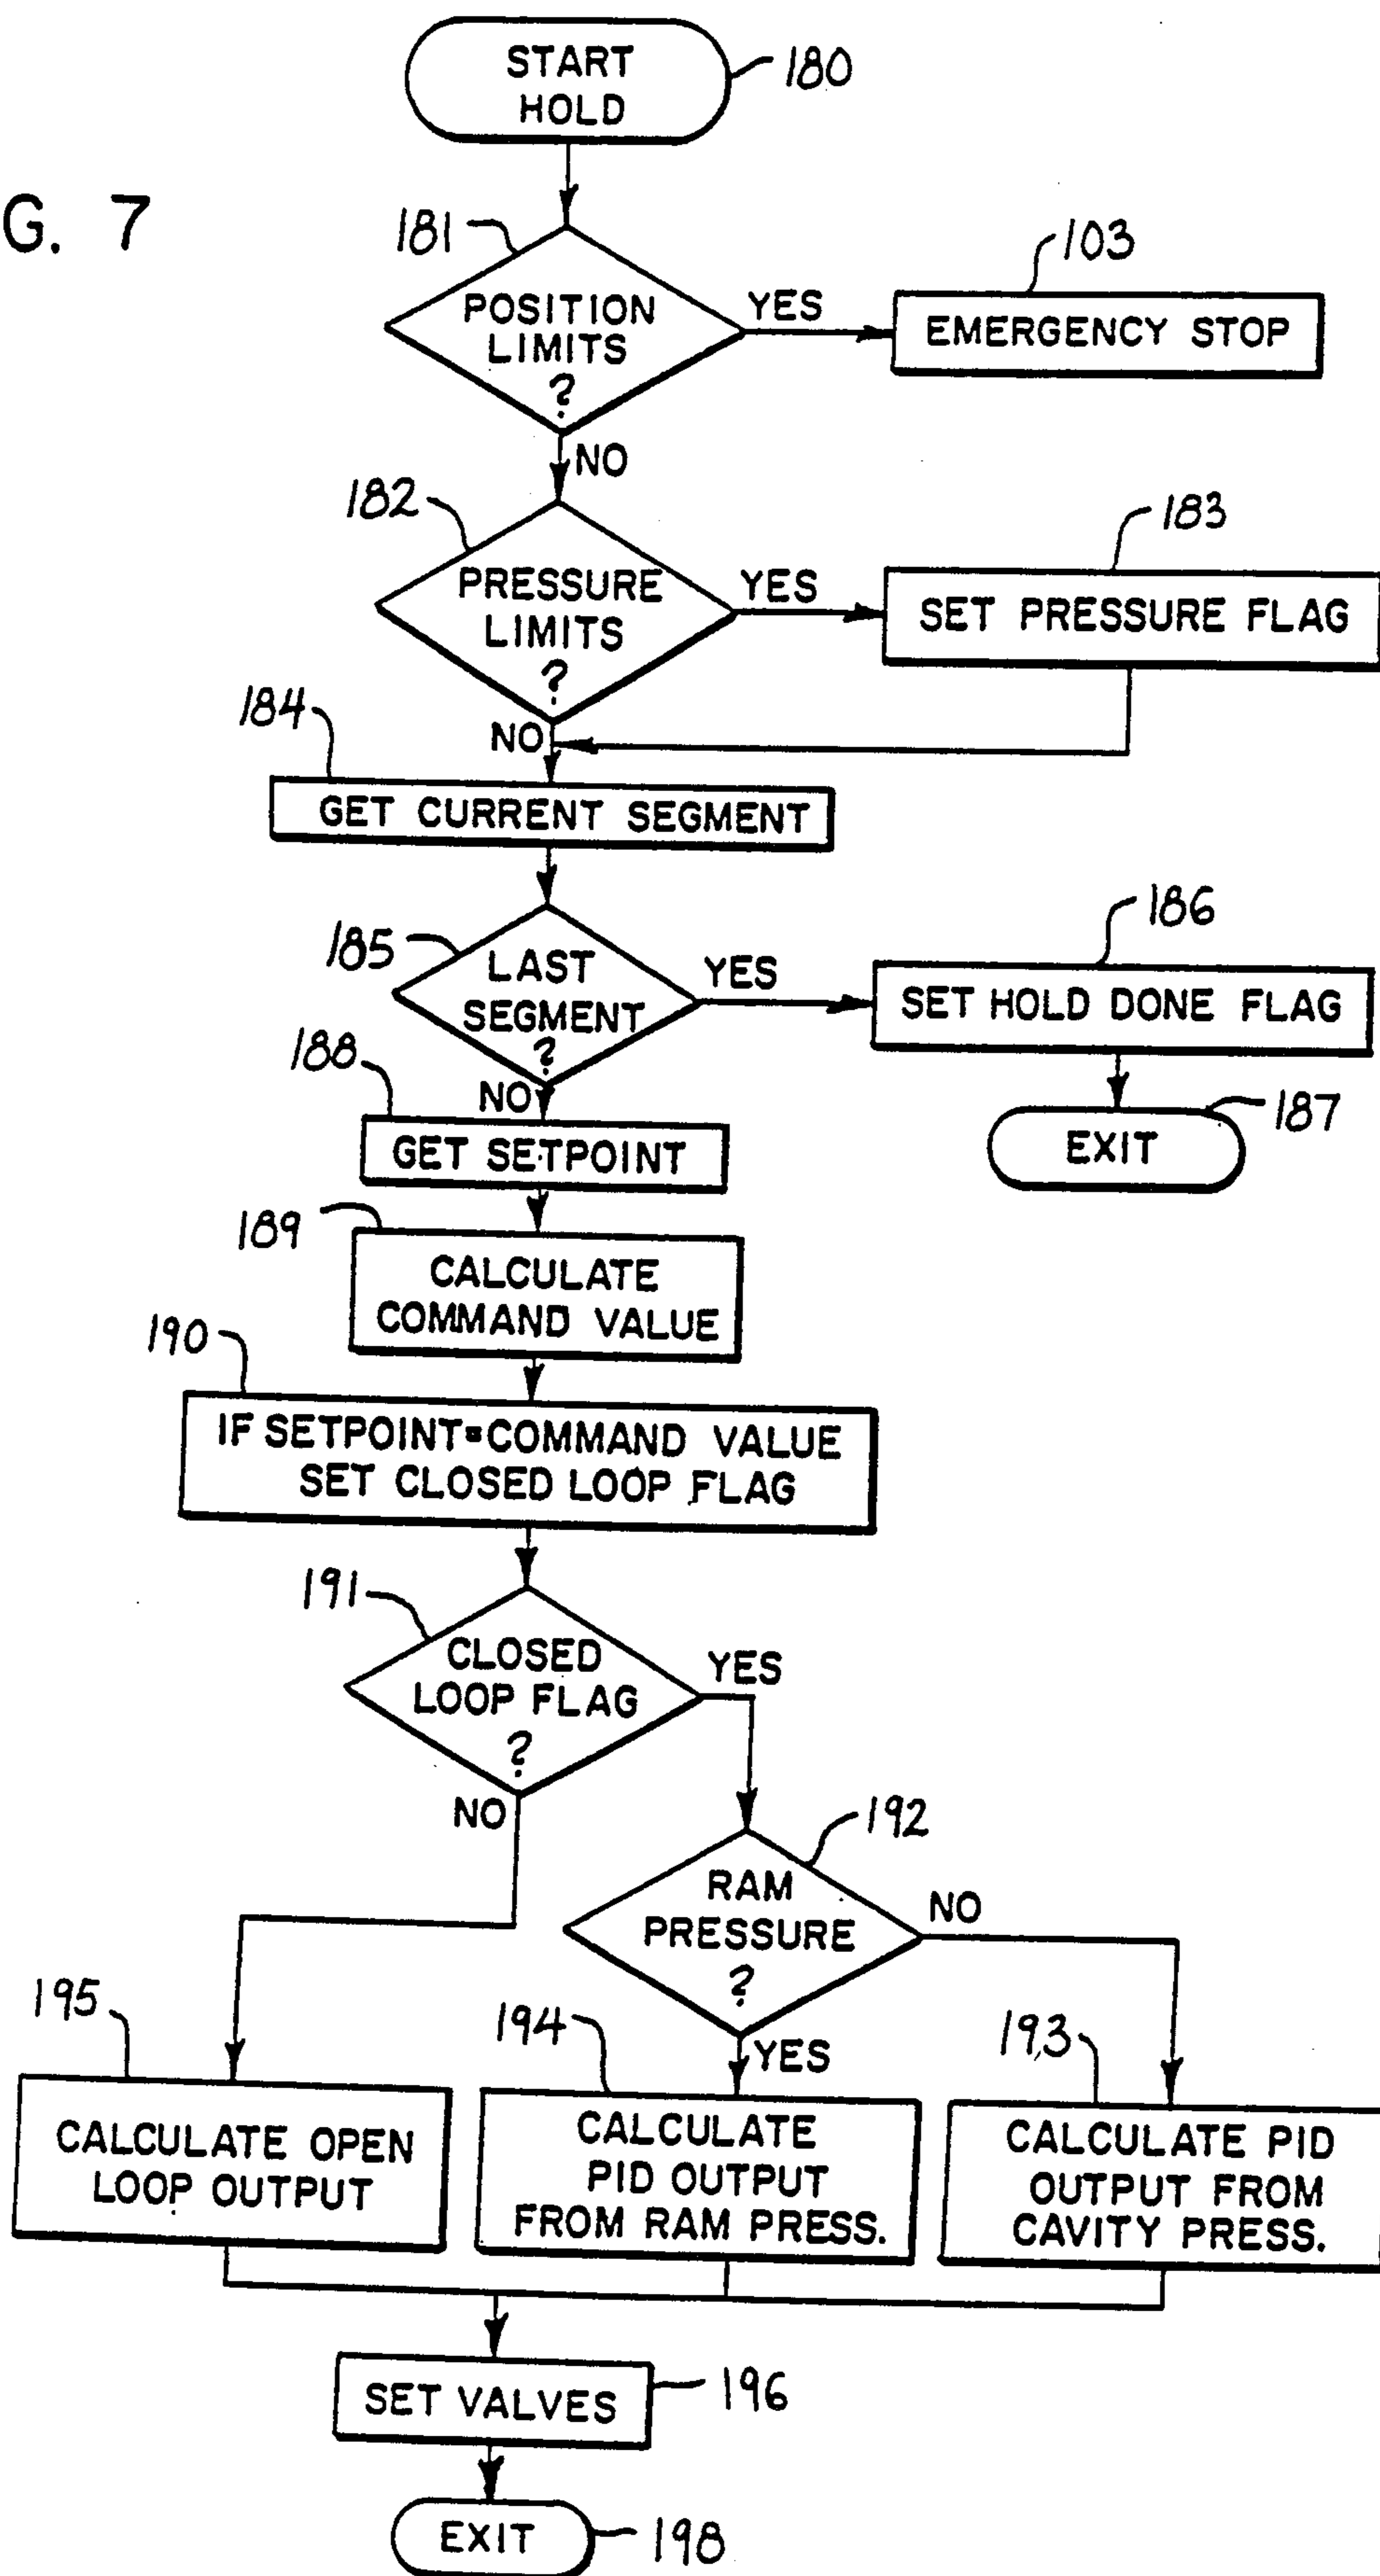 START
HOLD
180
G. 7
181
POSITION
LIMITS
?
YES
103
EMERGENCY STOP
NO
182
PRESSURE
LIMITS
?
YES
183
SET PRESSURE FLAG
184
NO
GET CURRENT SEGMENT
185
LAST
SEGMENT
?
YES
186
SET HOLD DONE FLAG
188
NO
187
EXIT
GET SETPOINT
189
CALCULATE
COMMAND VALUE
190
IF SETPOINT=COMMAND VALUE
SET CLOSED LOOP FLAG
191
CLOSED
LOOP FLAG
?
YES
NO
192
RAM
PRESSURE
?
NO
195
194
YES
193
CALCULATE OPEN
LOOP OUTPUT
CALCULATE
PID OUTPUT
FROM RAM PRESS.
CALCULATE PID
OUTPUT FROM
CAVITY PRESS.
SET VALVES
196
EXIT
198